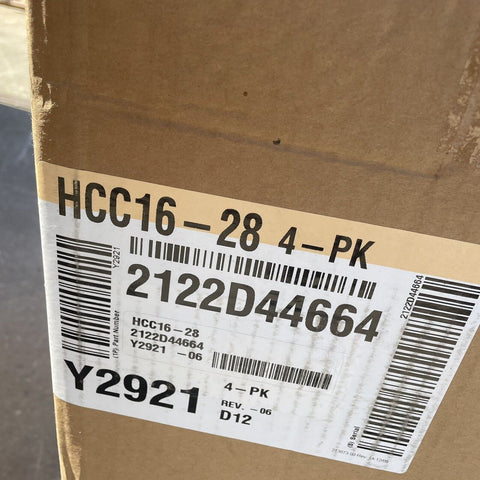 HCC16-28 4-PK
2122D44664
HCC16-28
2122D44664
Y2921 -06
4-PK
Y2921
REV. -06
D12
(1P) Part Number
Y2921
2122D44664
(S) Serial